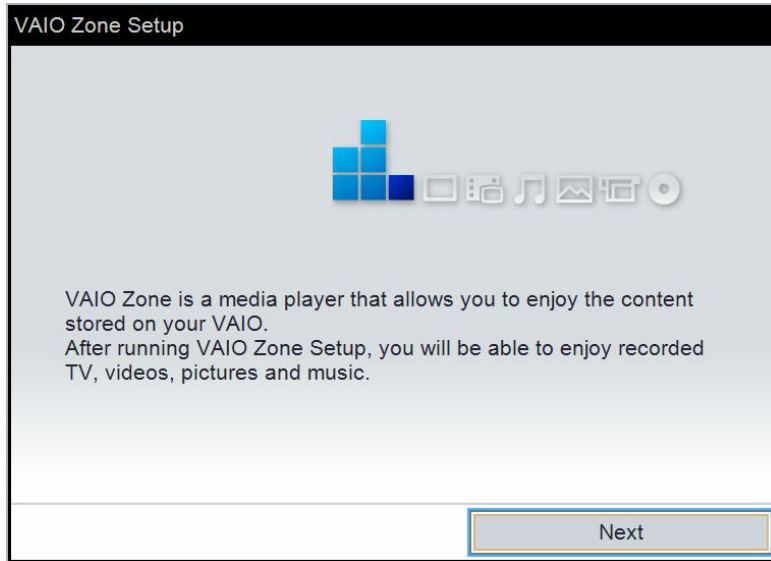 VAIO Zone Setup
VAIO Zone is a media player that allows you to enjoy the content
stored on your VAIO.
After running VAIO Zone Setup, you will be able to enjoy recorded
TV, videos, pictures and music.
Next